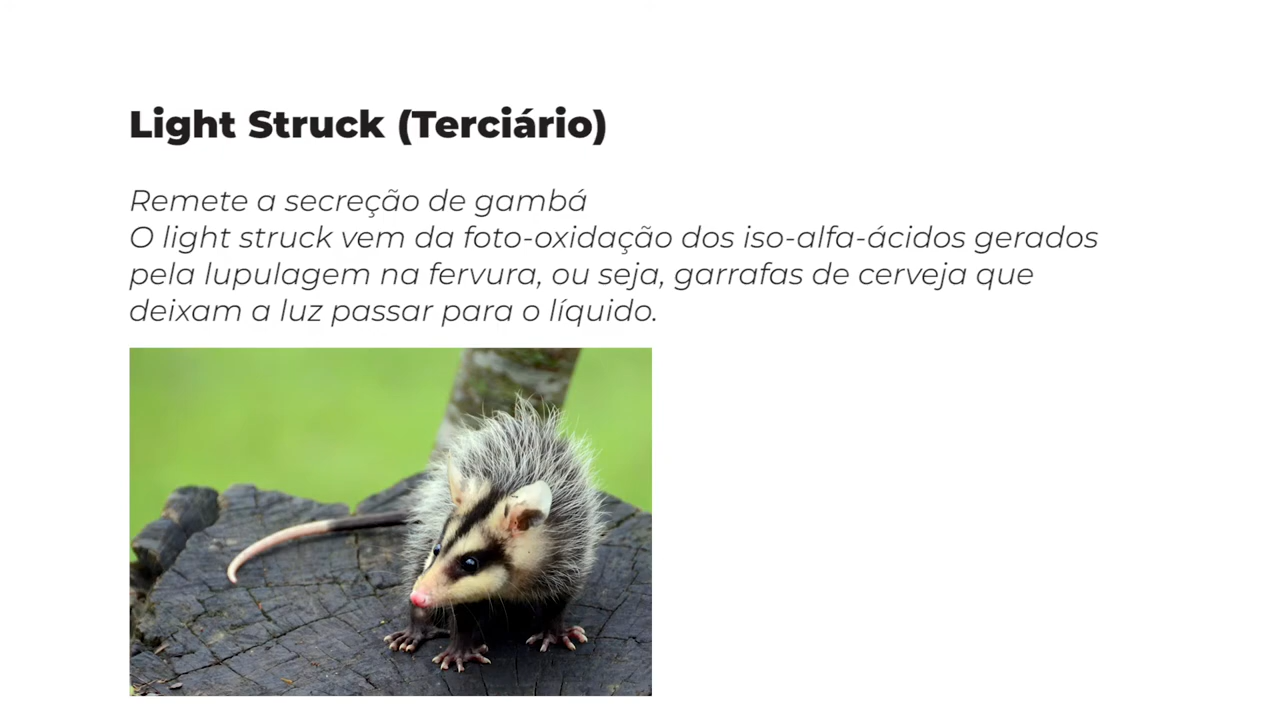 Light Struck (Terciário)
Remete a secreção de gambá
O light struck vem da foto-oxidação dos iso-alfa-ácidos gerados
pela lupulagem na fervura, ou seja, garrafas de cerveja que
deixam a luz passar para o líquido.